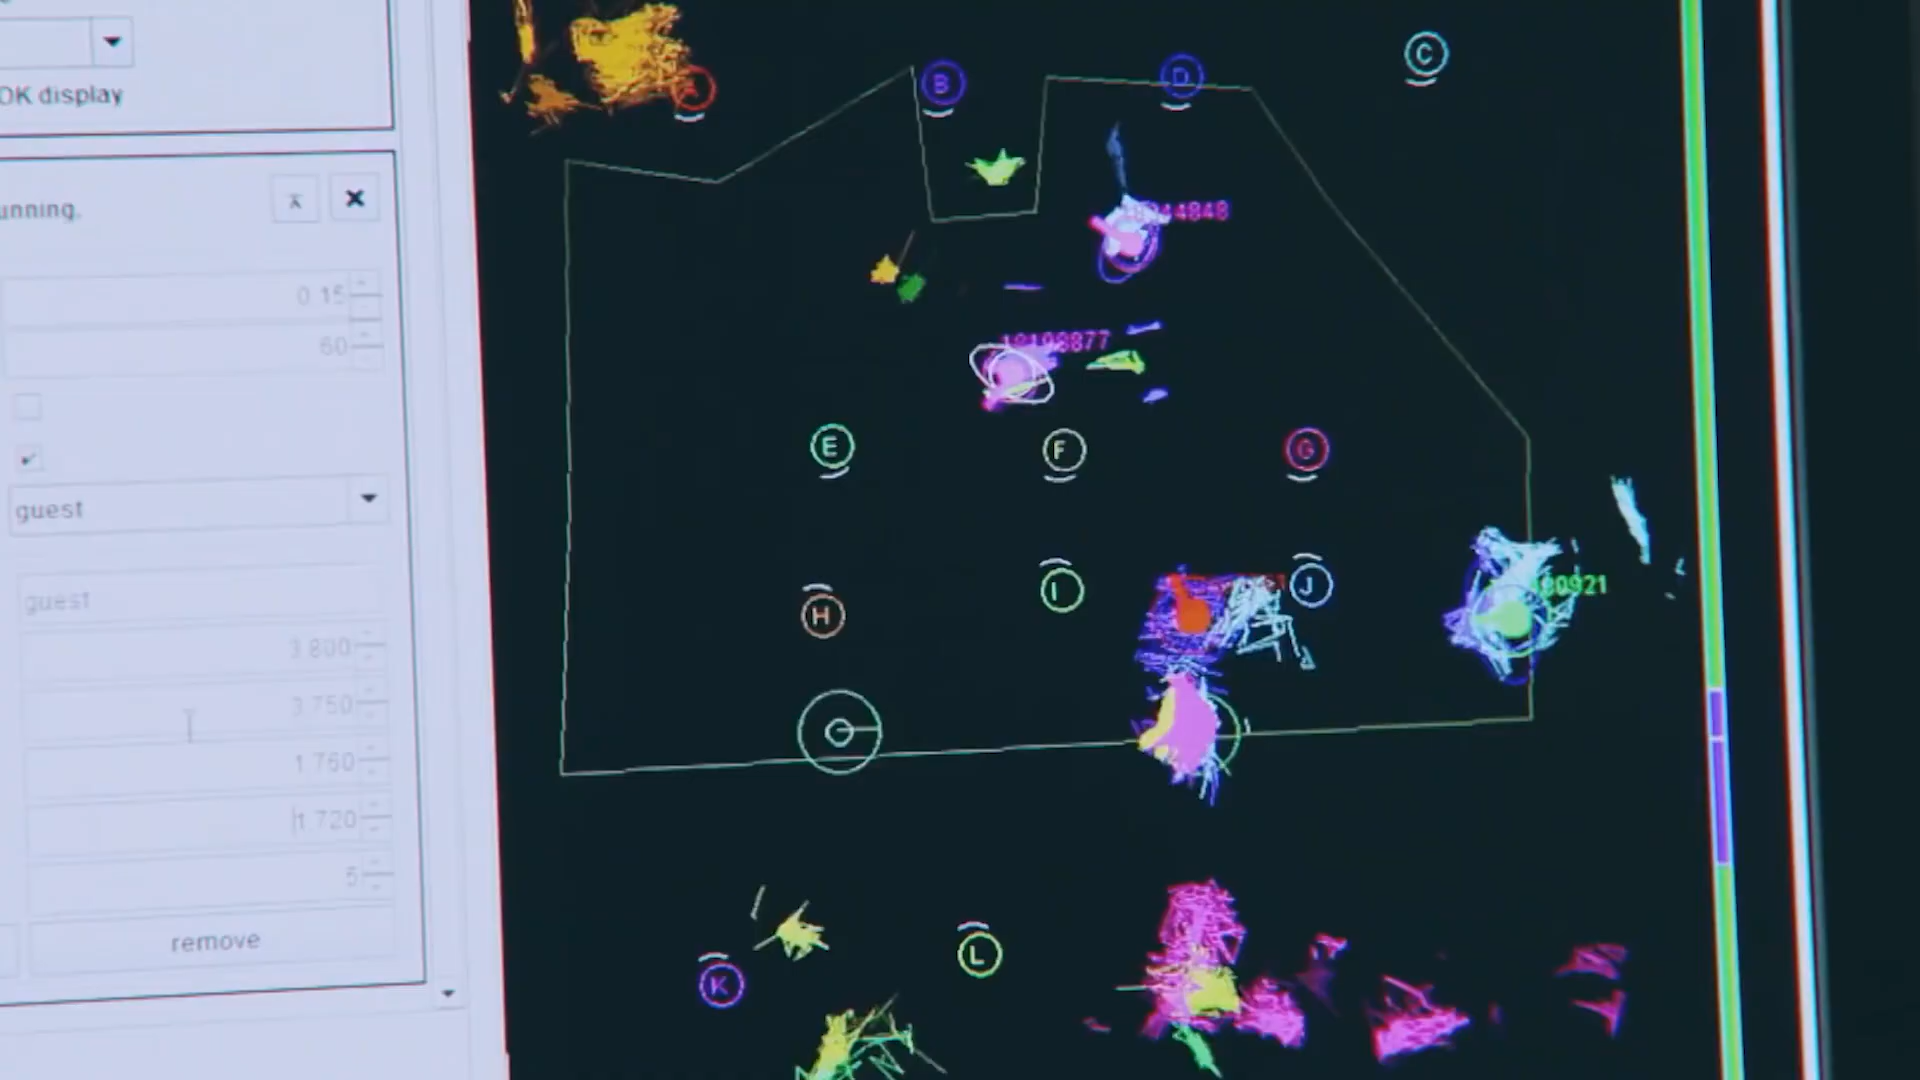 OK display
unning.
0.15
60
guest
guest
3.800
3.750
1.760
1.720
5
remove
A
B
D
C
E
F
G
H
I
J
K
L